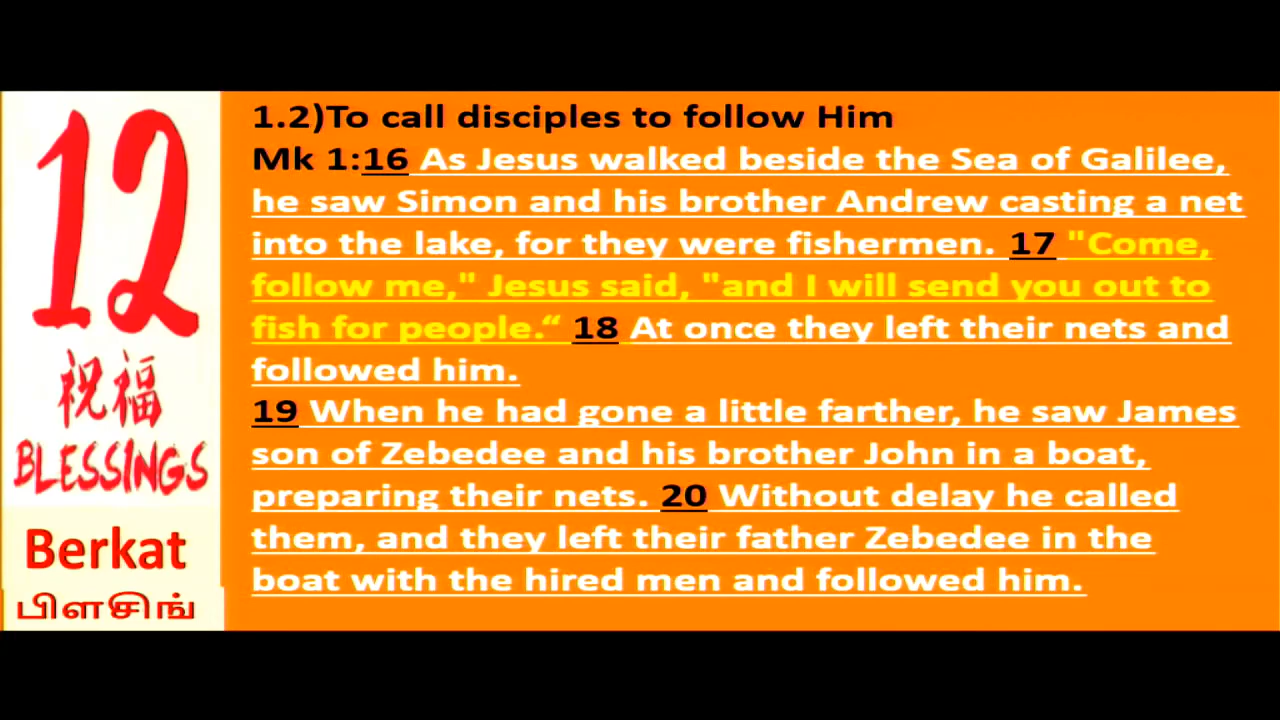 12
祝福
BLESSINGS
Berkat
பிளசிங்
1.2)To call disciples to follow Him
Mk 1:16 As Jesus walked beside the Sea of Galilee,
he saw Simon and his brother Andrew casting a net
into the lake, for they were fishermen. 17 "Come,
follow me," Jesus said, "and I will send you out to
fish for people.“ 18 At once they left their nets and
followed him.
19 When he had gone a little farther, he saw James
son of Zebedee and his brother John in a boat,
preparing their nets. 20 Without delay he called
them, and they left their father Zebedee in the
boat with the hired men and followed him.